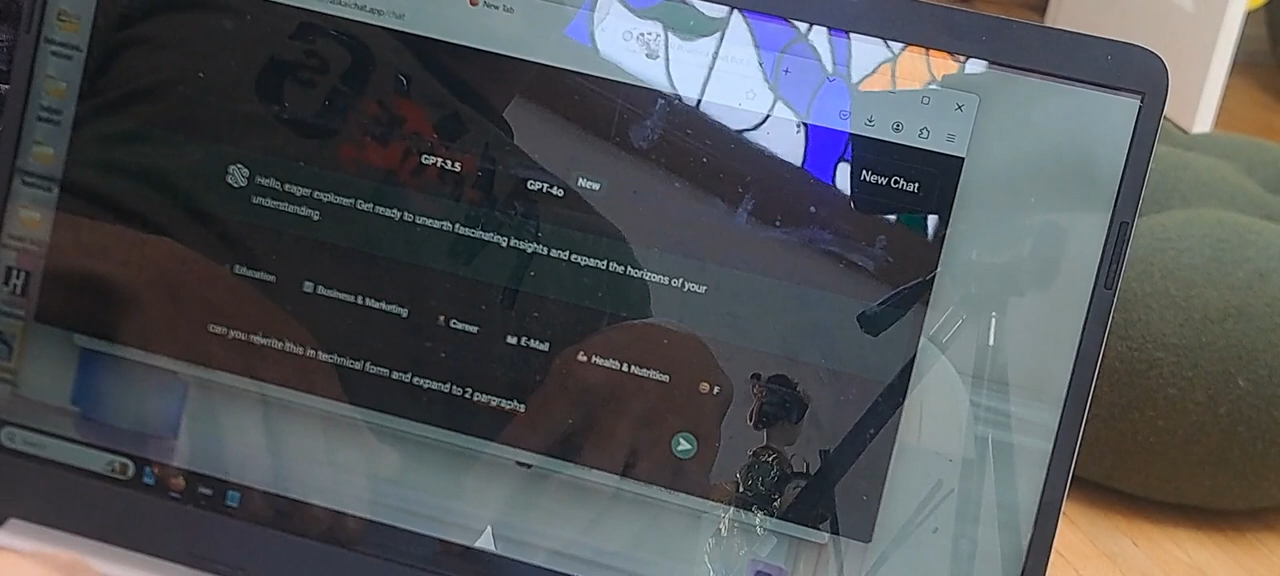 New Tab
New Chat
GPT-3.5
GPT-4o
New
Hello, eager explorer! Get ready to unearth fascinating insights and expand the horizons of your
understanding.
Education
Business & Marketing
Career
E-Mail
Health & Nutrition
F
can you rewrite this in technical form and expand to 2 pargraphs